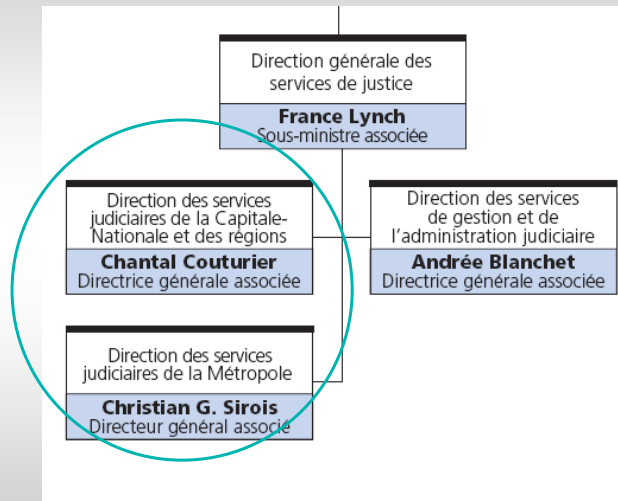 Direction générale des
services de justice
France Lynch
Sous-ministre associée
Direction des services
judiciaires de la Capitale-
Nationale et des régions
Chantal Couturier
Directrice générale associée
Direction des services
de gestion et de
l'administration judiciaire
Andrée Blanchet
Directrice générale associée
Direction des services
judiciaires de la Métropole
Christian G. Sirois
Directeur général associé